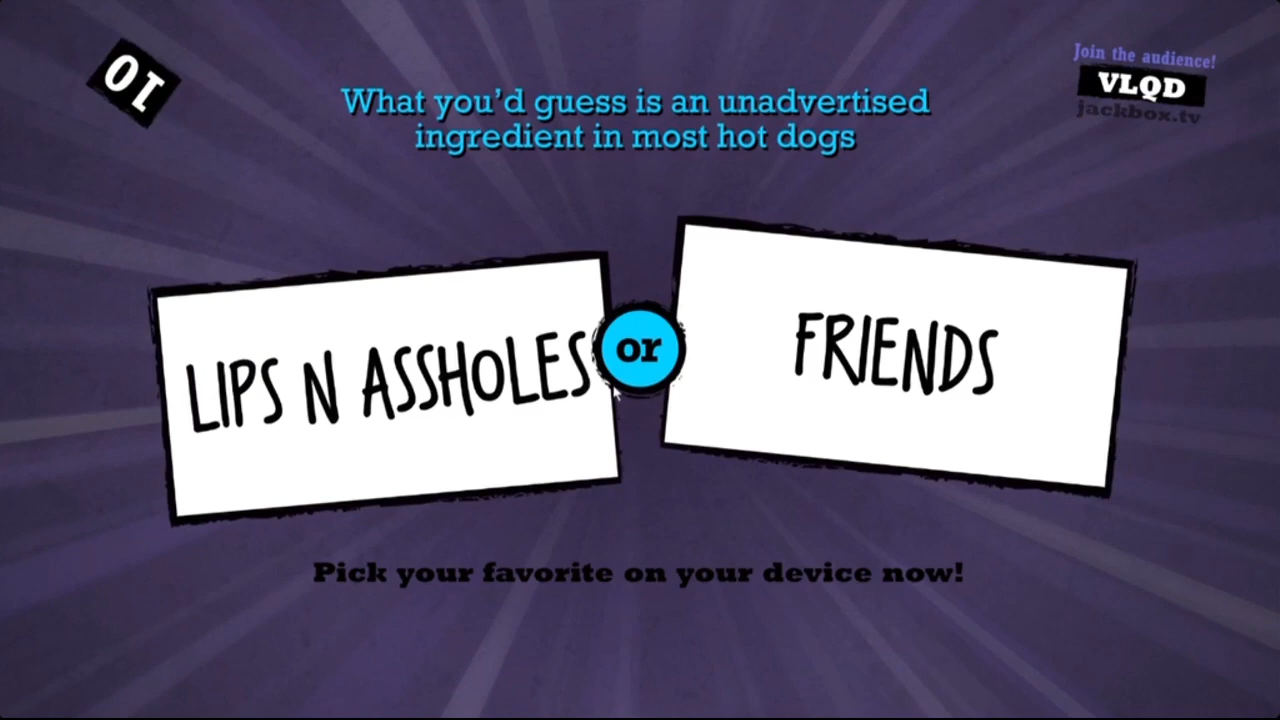 10
Join the audience!
VLQD
jackbox.tv
What you'd guess is an unadvertised
ingredient in most hot dogs
LIPS N ASSHOLES
or
FRIENDS
Pick your favorite on your device now!